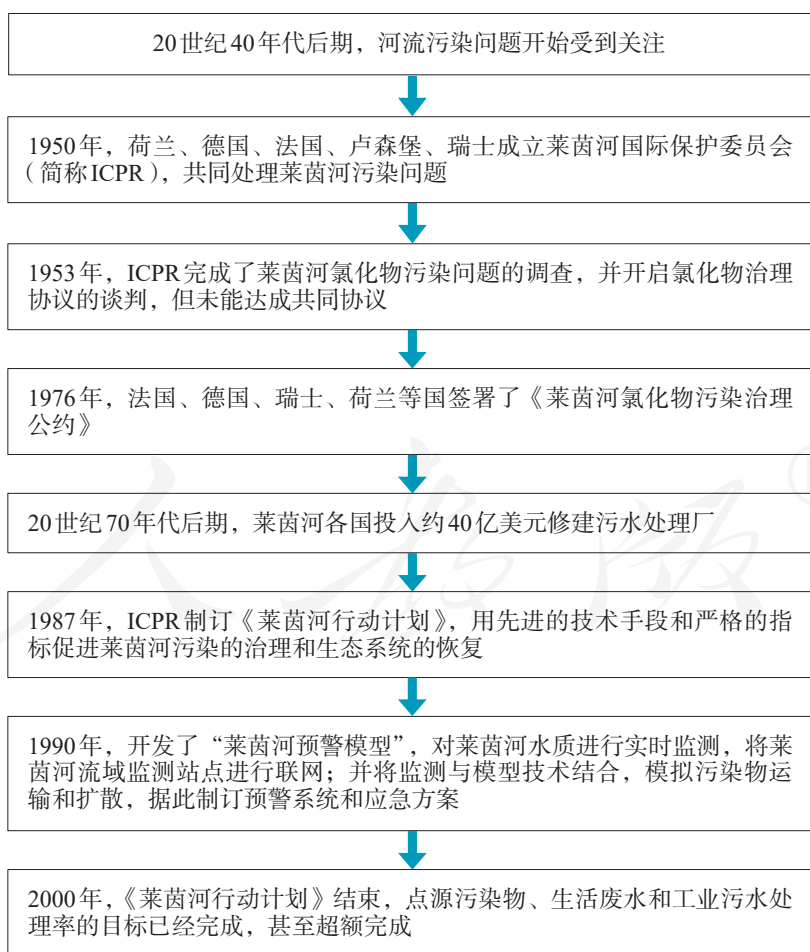 20世纪40年代后期，河流污染问题开始受到关注
1950年，荷兰、德国、法国、卢森堡、瑞士成立莱茵河国际保护委员会
（简称ICPR），共同处理莱茵河污染问题
1953年，ICPR完成了莱茵河氯化物污染问题的调查，并开启氯化物治理
协议的谈判，但未能达成共同协议
1976年，法国、德国、瑞士、荷兰等国签署了《莱茵河氯化物污染治理
公约》
20世纪70年代后期，莱茵河各国投入约40亿美元修建污水处理厂
1987年，ICPR制订《莱茵河行动计划》，用先进的技术手段和严格的指
标促进莱茵河污染的治理和生态系统的恢复
1990年，开发了“莱茵河预警模型”，对莱茵河水质进行实时监测，将莱
茵河流域监测站点进行联网；并将监测与模型技术结合，模拟污染物运
输和扩散，据此制订预警系统和应急方案
2000年，《莱茵河行动计划》结束，点源污染物、生活废水和工业污水处
理率的目标已经完成，甚至超额完成
人教版